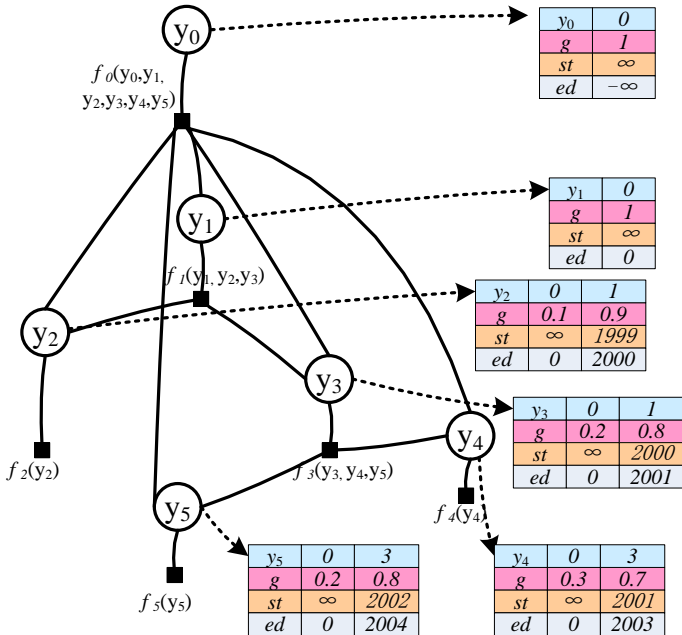 y₀
y₀ 0
g 1
st ∞
ed −∞
f₀(y₀,y₁,
y₂,y₃,y₄,y₅)
y₁
y₁ 0
g 1
st ∞
ed 0
f₁(y₁,y₂,y₃)
y₂
y₂ 0 1
g 0.1 0.9
st ∞ 1999
ed 0 2000
y₃
y₃ 0 1
g 0.2 0.8
st ∞ 2000
ed 0 2001
y₄
f₂(y₂)
f₃(y₃,y₄,y₅)
f₄(y₄)
y₅
y₅ 0 3
g 0.2 0.8
st ∞ 2002
ed 0 2004
y₄ 0 3
g 0.3 0.7
st ∞ 2001
ed 0 2003
f₅(y₅)